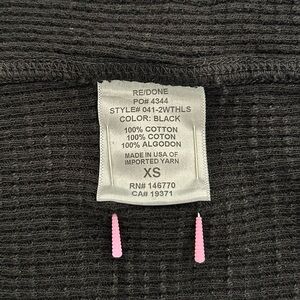 RE/DONE
PO# 4344
STYLE# 041-2WTHLS
COLOR: BLACK
100% COTTON
100% COTON
100% ALGODON
MADE IN USA OF
IMPORTED YARN
XS
RN# 146770
CA# 19371